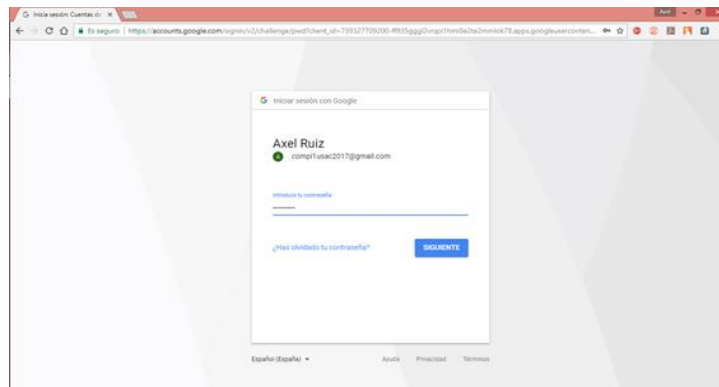 Inicia sesión: Cuentas de
Axel
Es seguro | https://accounts.google.com/signin/v2/challenge/pwd?client_id=
Iniciar sesión con Google
Axel Ruiz
A compi1usac2017@gmail.com
Introduce tu contraseña
¿Has olvidado tu contraseña?
SIGUIENTE
Español (España)
Ayuda Privacidad Términos